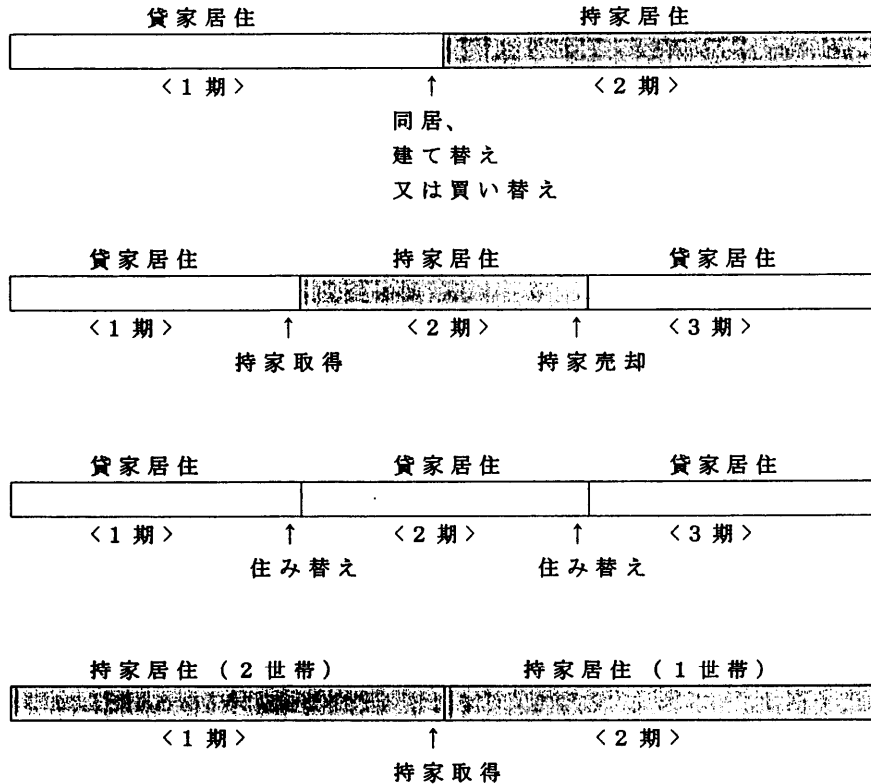 貸家居住 持家居住
<1期> ↑ <2期>
同居、
建て替え
又は買い替え
貸家居住 持家居住 貸家居住
<1期> ↑ <2期> ↑ <3期>
持家取得 持家売却
貸家居住 貸家居住 貸家居住
<1期> ↑ <2期> ↑ <3期>
住み替え 住み替え
持家居住(2世帯) 持家居住(1世帯)
<1期> ↑ <2期>
持家取得